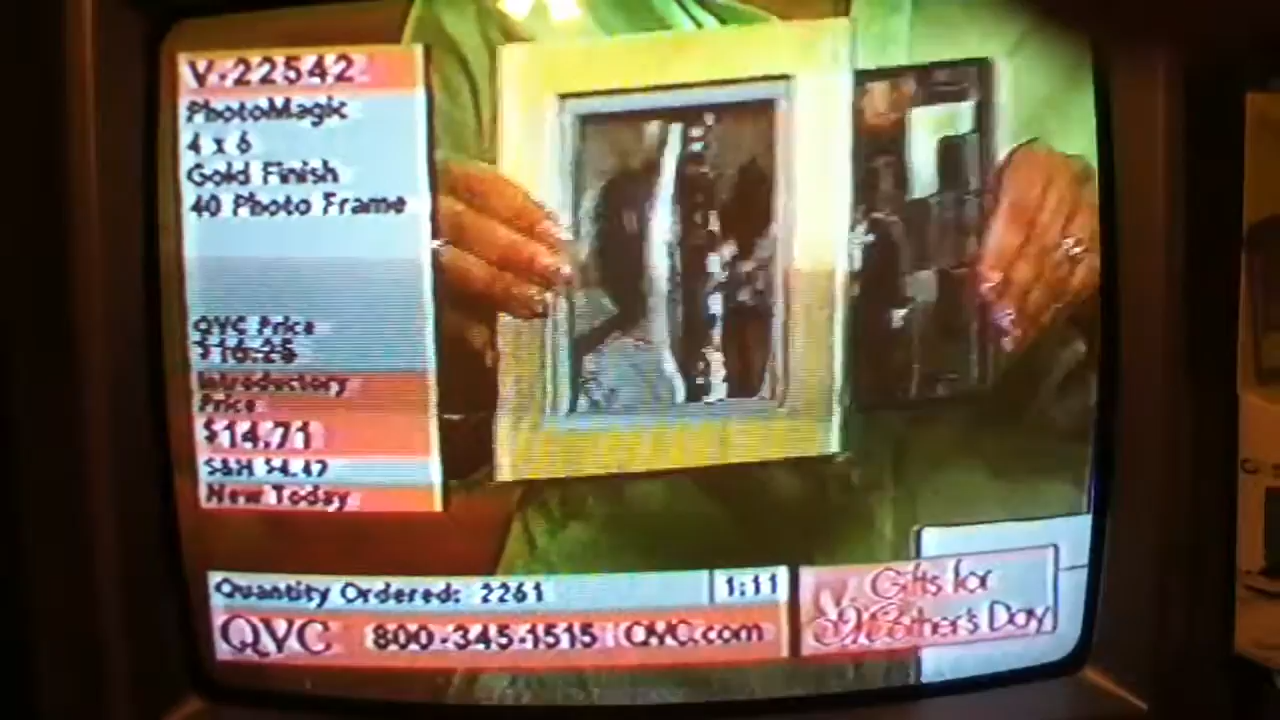 V-22542
PhotoMagic
4 x 6
Gold Finish
40 Photo Frame
QVC Price
$16.25
Introductory
Price
$14.71
S&H $4.47
New Today
Quantity Ordered: 2261
1:11
QVC 800-345-1515 QVC.com
Gifts for
Mother's Day